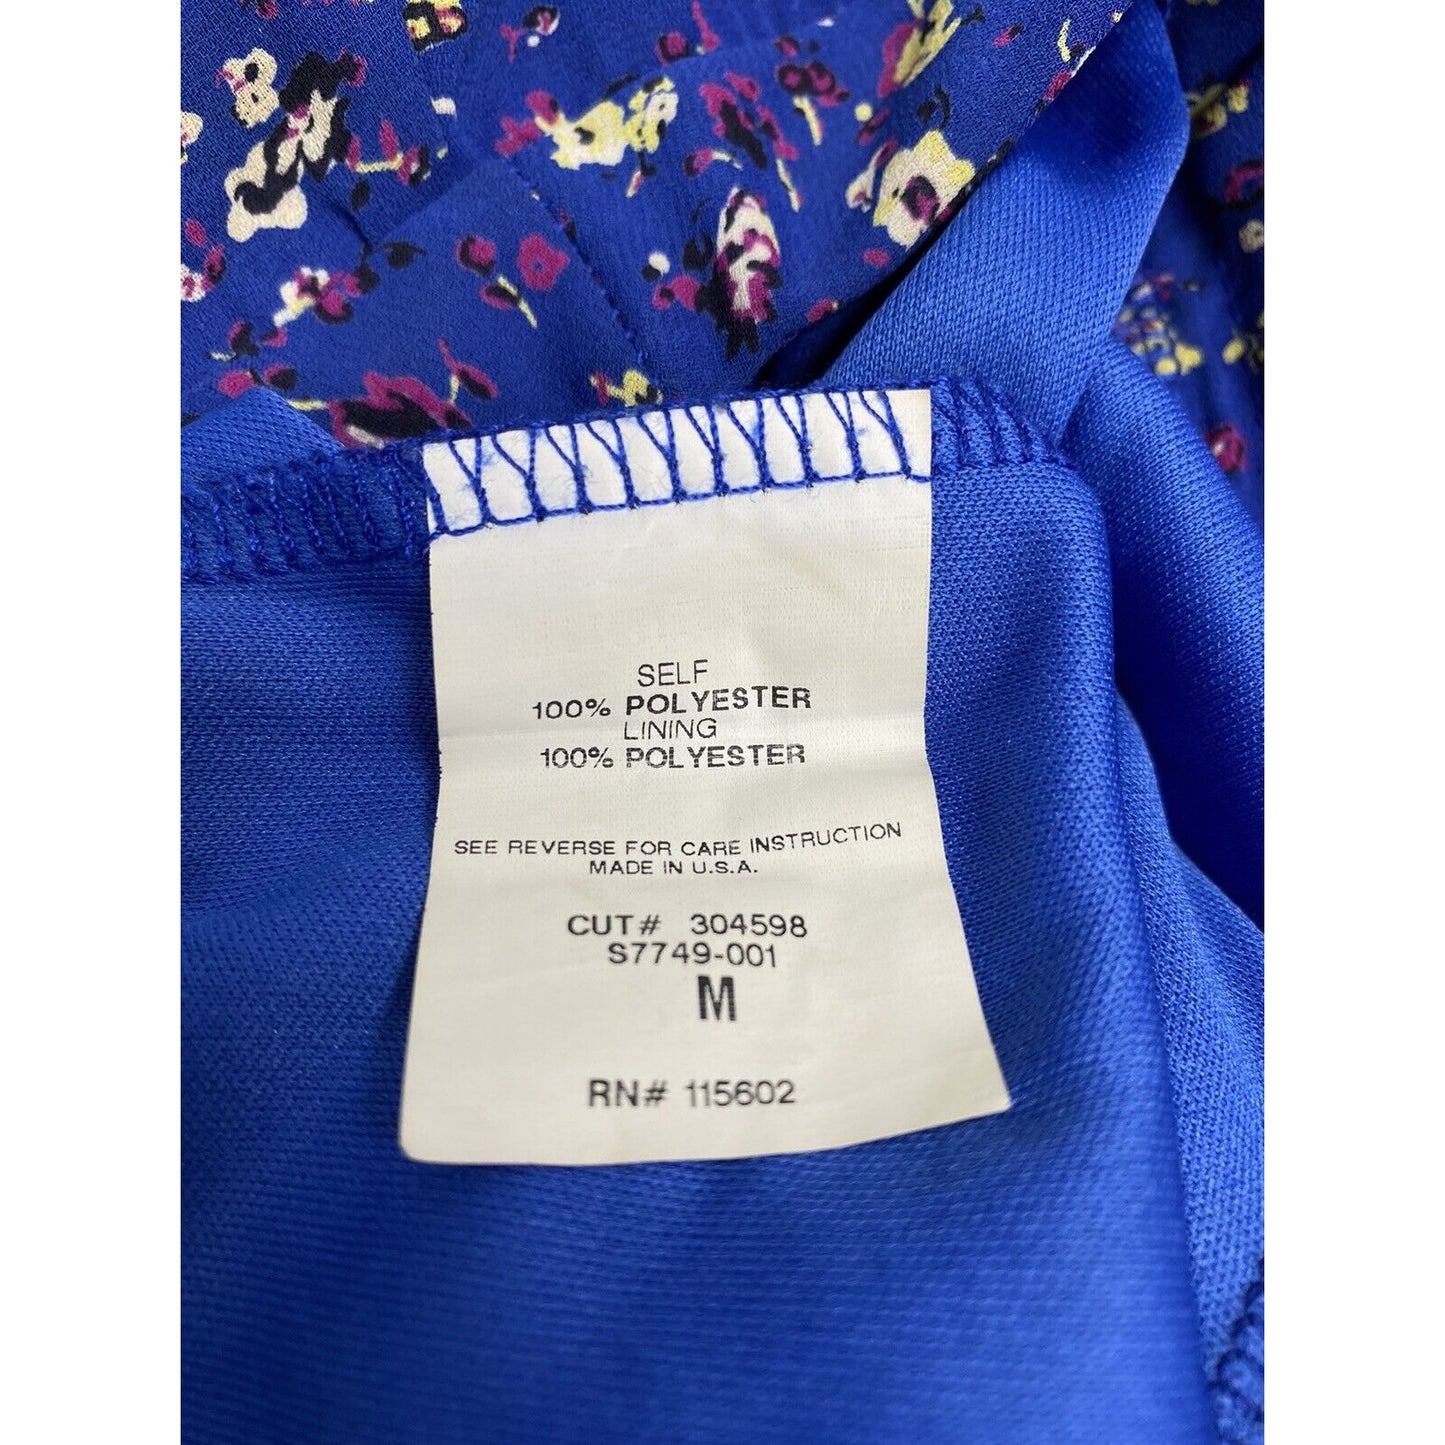 SELF
100% POLYESTER
LINING
100% POLYESTER
SEE REVERSE FOR CARE INSTRUCTION
MADE IN U.S.A.
CUT# 304598
S7749-001
M
RN# 115602